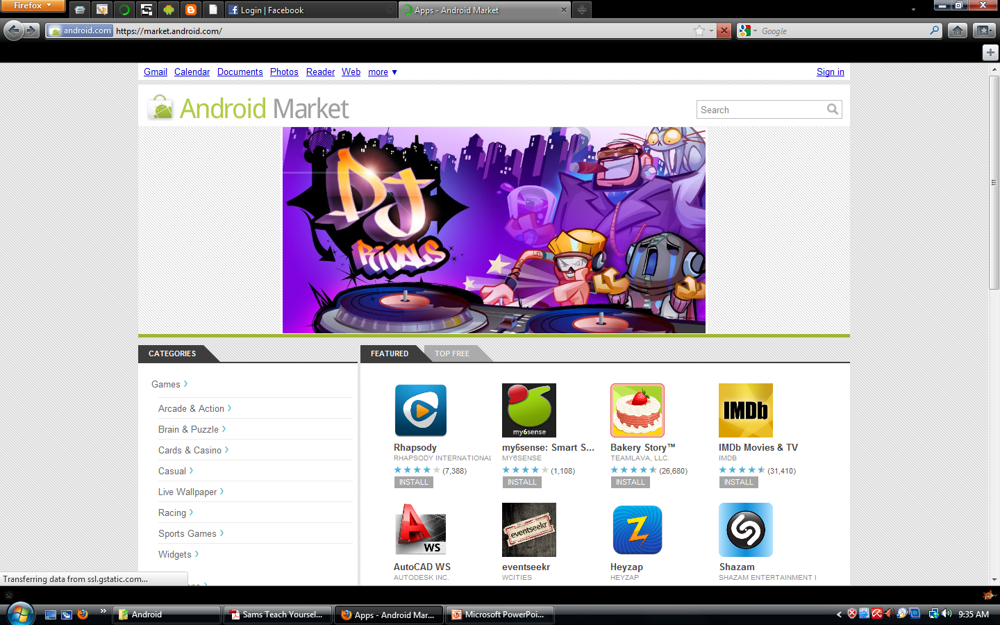 Firefox
Login | Facebook
Apps - Android Market
android.com
https://market.android.com/
Google
Gmail
Calendar
Documents
Photos
Reader
Web
more ▼
Sign in
Android Market
Search
DJ
RIVALS
CATEGORIES
Games
Arcade & Action
Brain & Puzzle
Cards & Casino
Casual
Live Wallpaper
Racing
Sports Games
Widgets
FEATURED
TOP FREE
my6sense
IMDb
Rhapsody
RHAPSODY INTERNATIONAL
(7,388)
INSTALL
my6sense: Smart S...
MY6SENSE
(1,108)
INSTALL
Bakery Story™
TEAMLAVA, LLC.
(26,680)
INSTALL
IMDb Movies & TV
IMDB
(31,410)
INSTALL
A
WS
eventseekr
Z
AutoCAD WS
AUTODESK INC.
eventseekr
WCITIES
Heyzap
HEYZAP
Shazam
SHAZAM ENTERTAINMENT
Transferring data from ssl.gstatic.com...
Android
Sams Teach Yoursel...
Apps - Android Mar...
Microsoft PowerPoi...
9:35 AM